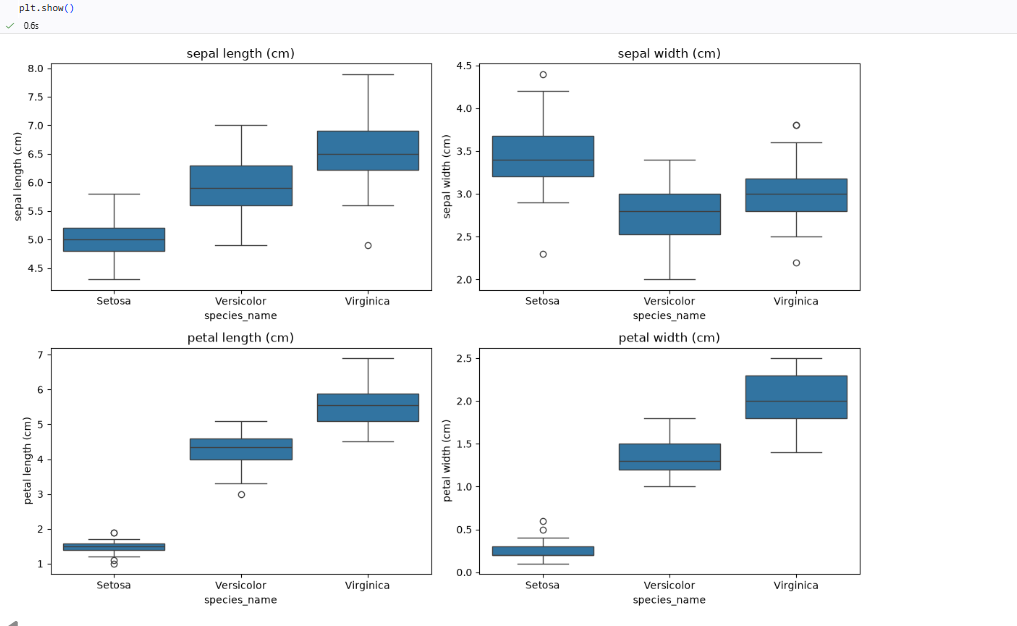 plt.show()
0.6s
sepal length (cm)
sepal length (cm)
8.0
7.5
7.0
6.5
6.0
5.5
5.0
4.5
Setosa Versicolor Virginica
species_name
sepal width (cm)
sepal width (cm)
4.5
4.0
3.5
3.0
2.5
2.0
Setosa Versicolor Virginica
species_name
petal length (cm)
petal length (cm)
7
6
5
4
3
2
1
Setosa Versicolor Virginica
species_name
petal width (cm)
petal width (cm)
2.5
2.0
1.5
1.0
0.5
0.0
Setosa Versicolor Virginica
species_name